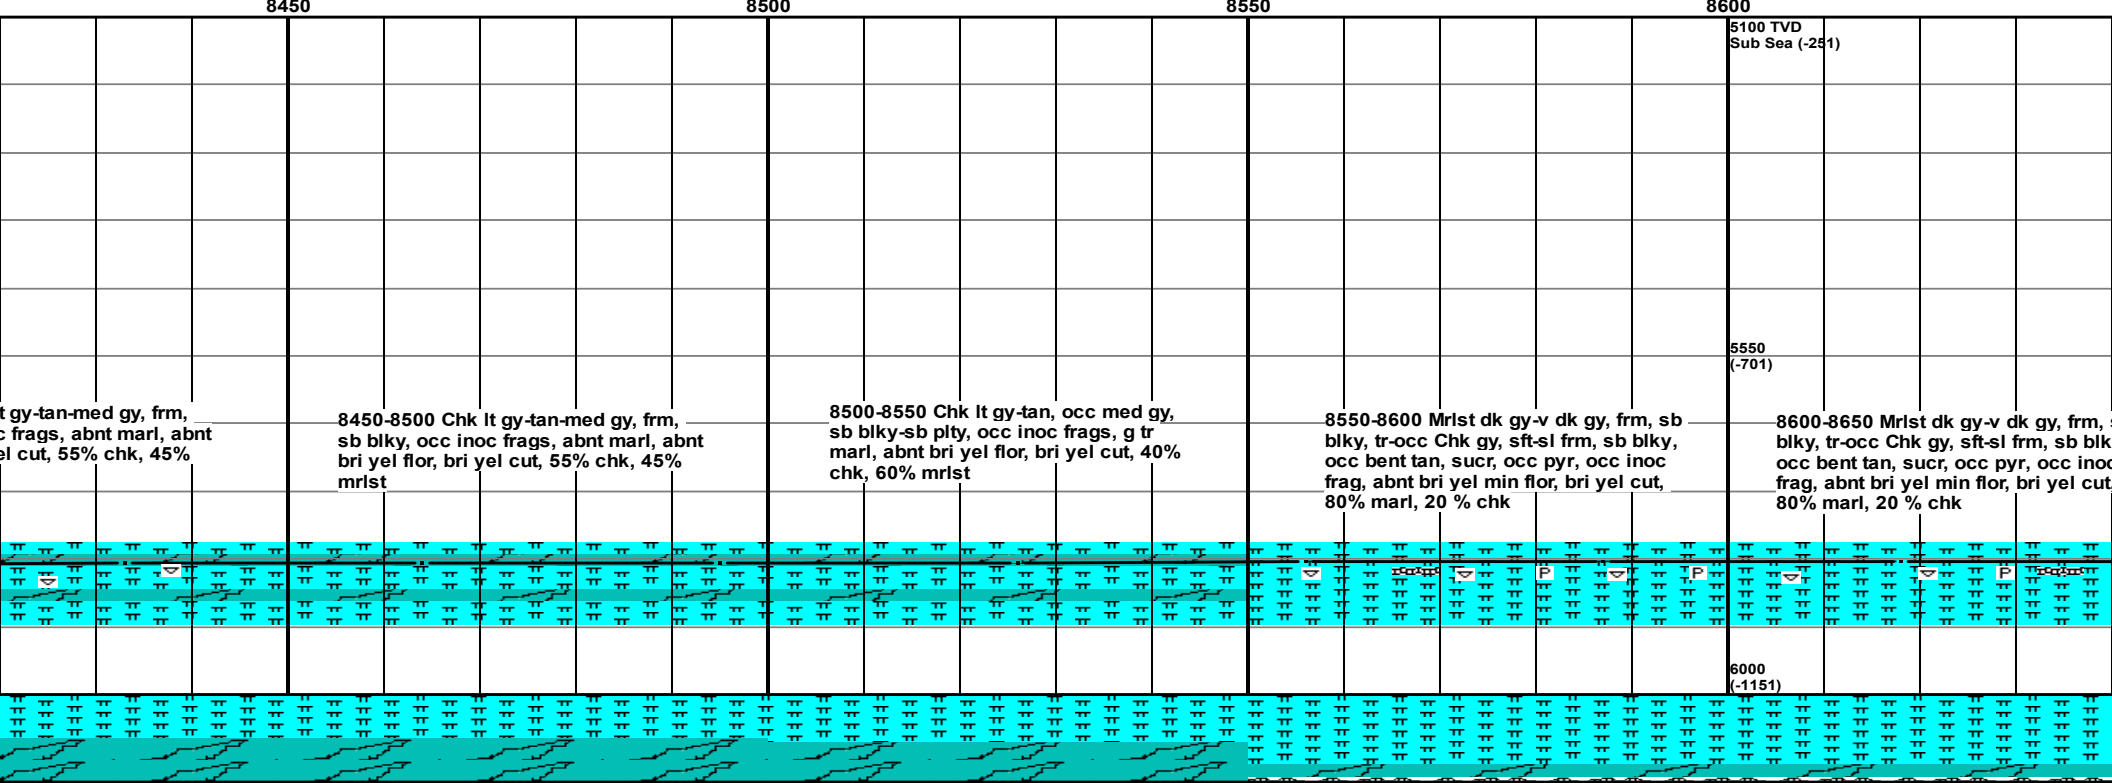 8450
8500
8550
8600
5100 TVD
Sub Sea (-251)
5550
(-701)
t gy-tan-med gy, frm,
c frags, abnt marl, abnt
el cut, 55% chk, 45%
8450-8500 Chk lt gy-tan-med gy, frm,
sb blky, occ inoc frags, abnt marl, abnt
bri yel flor, bri yel cut, 55% chk, 45%
mrlst
8500-8550 Chk lt gy-tan, occ med gy,
sb blky-sb plty, occ inoc frags, g tr
marl, abnt bri yel flor, bri yel cut, 40%
chk, 60% mrlst
8550-8600 Mrlst dk gy-v dk gy, frm, sb
blky, tr-occ Chk gy, sft-sl frm, sb blky,
occ bent tan, sucr, occ pyr, occ inoc
frag, abnt bri yel min flor, bri yel cut,
80% marl, 20 % chk
8600-8650 Mrlst dk gy-v dk gy, frm,
blky, tr-occ Chk gy, sft-sl frm, sb blk
occ bent tan, sucr, occ pyr, occ inoc
frag, abnt bri yel min flor, bri yel cut,
80% marl, 20 % chk
P
P
P
6000
(-1151)